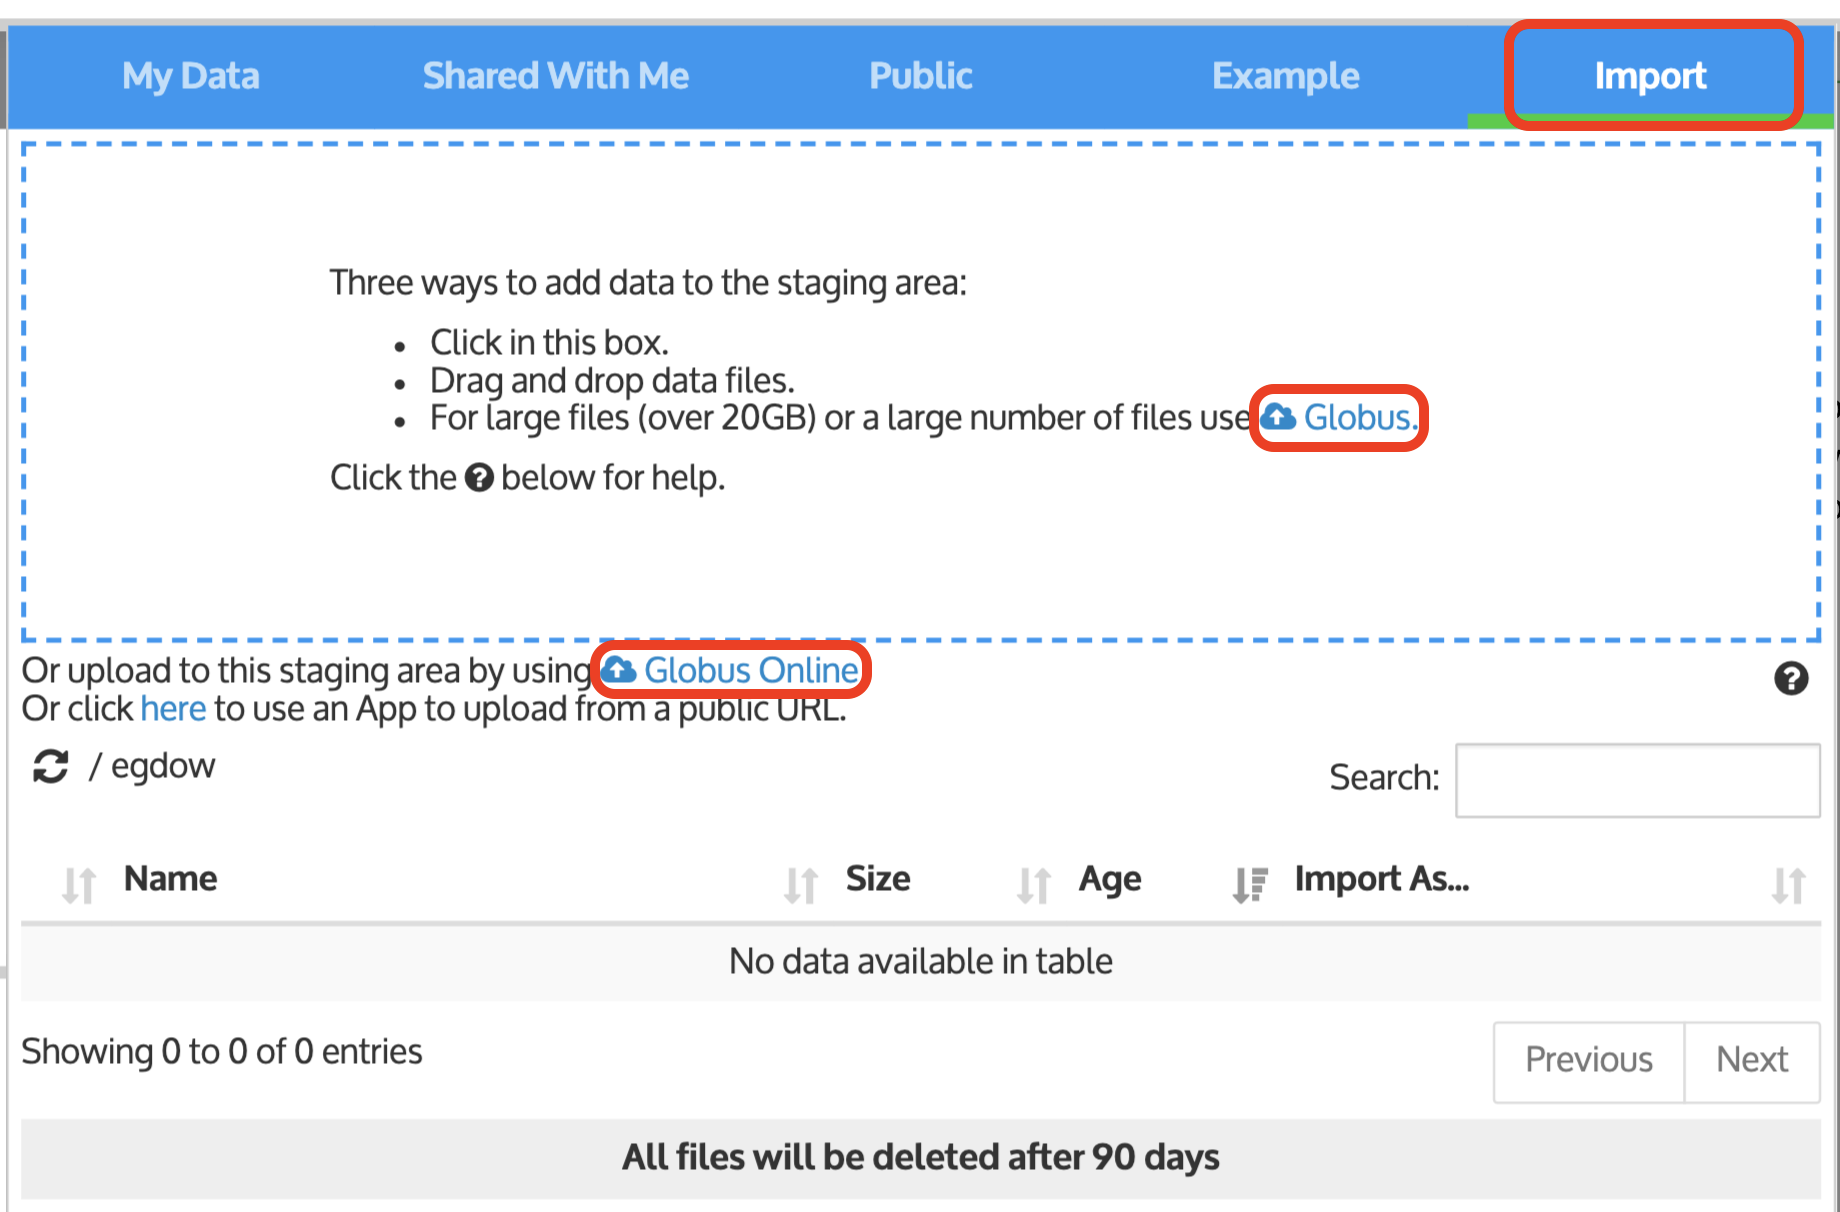 My Data Shared With Me Public Example Import
Three ways to add data to the staging area:
• Click in this box.
• Drag and drop data files.
• For large files (over 20GB) or a large number of files use Globus.
Click the ? below for help.
Or upload to this staging area by using Globus Online
?
Or click here to use an App to upload from a public URL.
/ egdow
Search:
Name Size Age Import As...
No data available in table
Showing 0 to 0 of 0 entries
Previous Next
All files will be deleted after 90 days